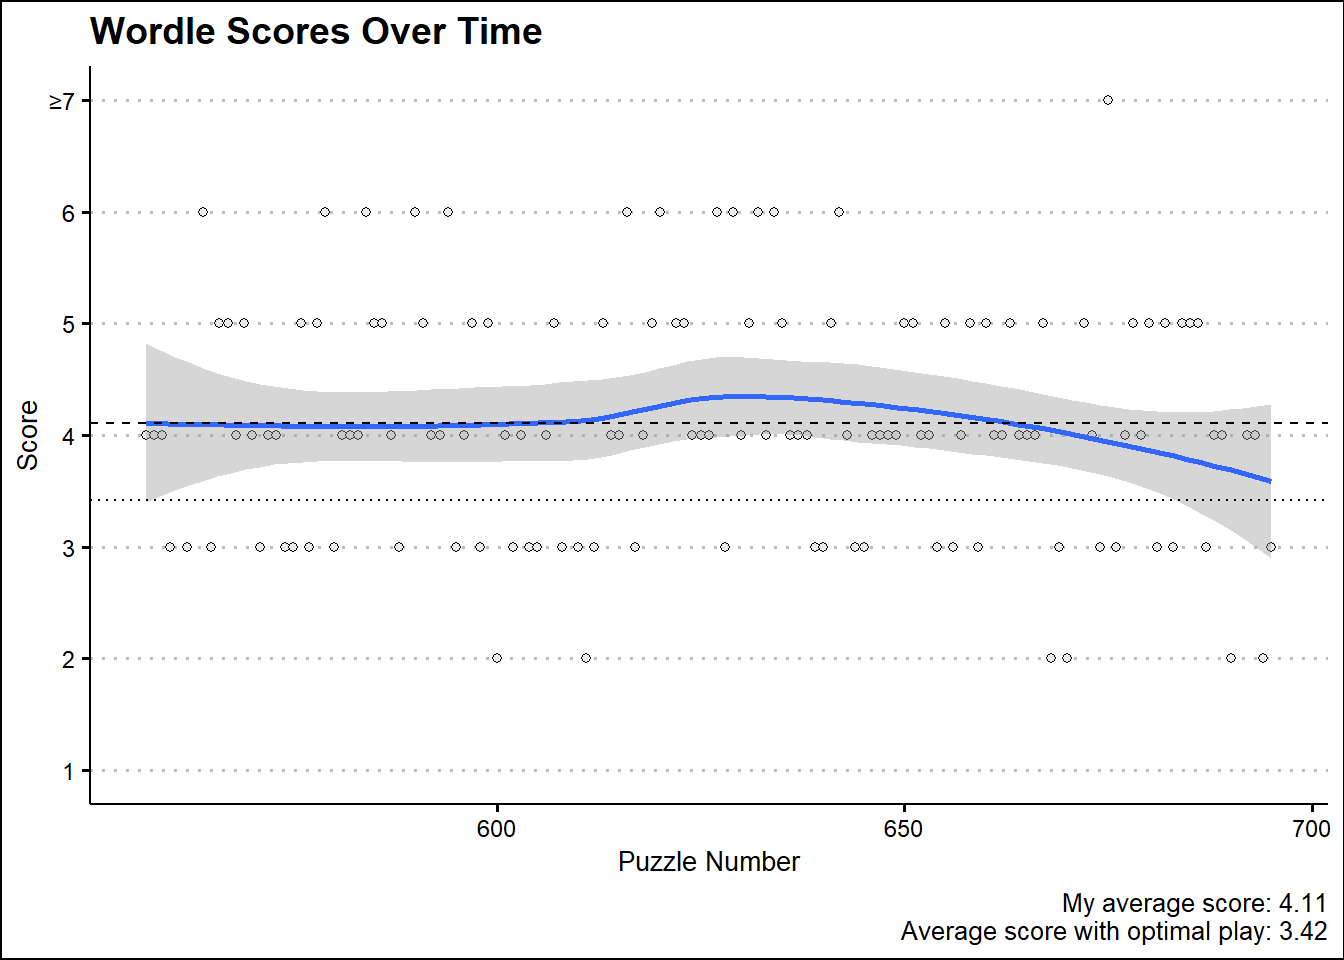 Wordle Scores Over Time
≥7
6
5
4
3
2
1
Score
600 650 700
Puzzle Number
My average score: 4.11
Average score with optimal play: 3.42